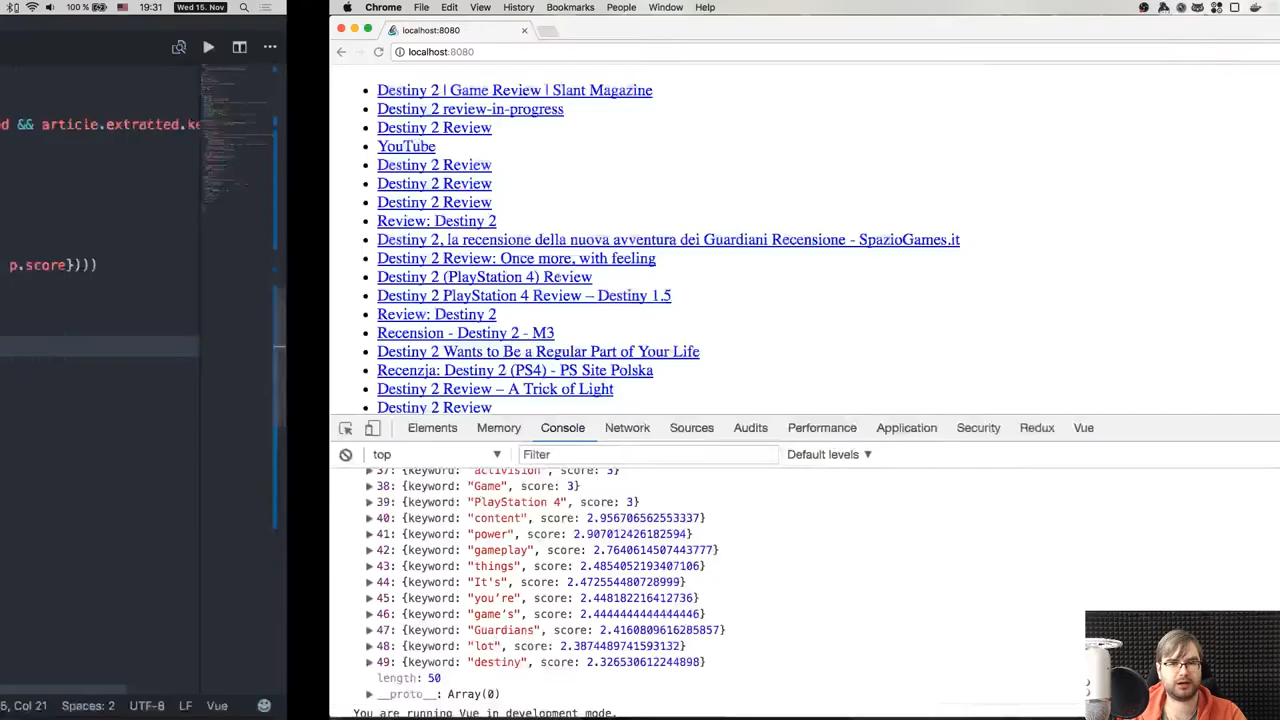 100 % 19:31 Wed 15. Nov
Chrome File Edit View History Bookmarks People Window Help
localhost:8080
localhost:8080
Destiny 2 | Game Review | Slant Magazine
Destiny 2 review-in-progress
Destiny 2 Review
YouTube
Destiny 2 Review
Destiny 2 Review
Destiny 2 Review
Review: Destiny 2
Destiny 2, la recensione della nuova avventura dei Guardiani Recensione - SpazioGames.it
Destiny 2 Review: Once more, with feeling
Destiny 2 (PlayStation 4) Review
Destiny 2 PlayStation 4 Review – Destiny 1.5
Review: Destiny 2
Recension - Destiny 2 - M3
Destiny 2 Wants to Be a Regular Part of Your Life
Recenzja: Destiny 2 (PS4) - PS Site Polska
Destiny 2 Review – A Trick of Light
Destiny 2 Review
d && article.extratted.ke
p.score})))
Elements Memory Console Network Sources Audits Performance Application Security Redux Vue
top Filter Default levels
37: {keyword: "activision", score: 3}
38: {keyword: "Game", score: 3}
39: {keyword: "PlayStation 4", score: 3}
40: {keyword: "content", score: 2.956706562553337}
41: {keyword: "power", score: 2.907012426182594}
42: {keyword: "gameplay", score: 2.7640614507443777}
43: {keyword: "things", score: 2.4854052193407106}
44: {keyword: "It's", score: 2.472554480728999}
45: {keyword: "you’re", score: 2.448182216412736}
46: {keyword: "game’s", score: 2.4444444444444446}
47: {keyword: "Guardians", score: 2.4160809616285857}
48: {keyword: "lot", score: 2.3874489741593132}
49: {keyword: "destiny", score: 2.326530612244898}
length: 50
__proto__: Array(0)
You are running Vue in development mode.
5, Col 21 Spaces: 2 UTF-8 LF Vue